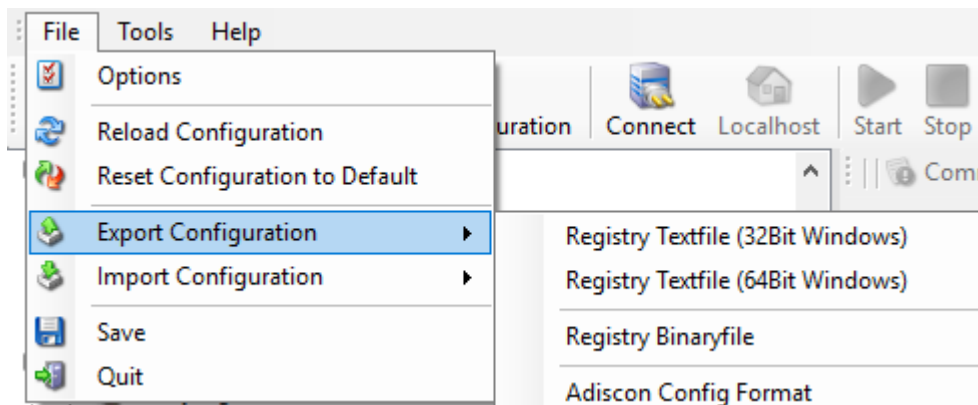 File Tools Help
Options
uration Connect Localhost Start Stop
Reload Configuration
Reset Configuration to Default
Com
Export Configuration
Registry Textfile (32Bit Windows)
Import Configuration
Registry Textfile (64Bit Windows)
Save
Registry Binaryfile
Quit
Adiscon Config Format